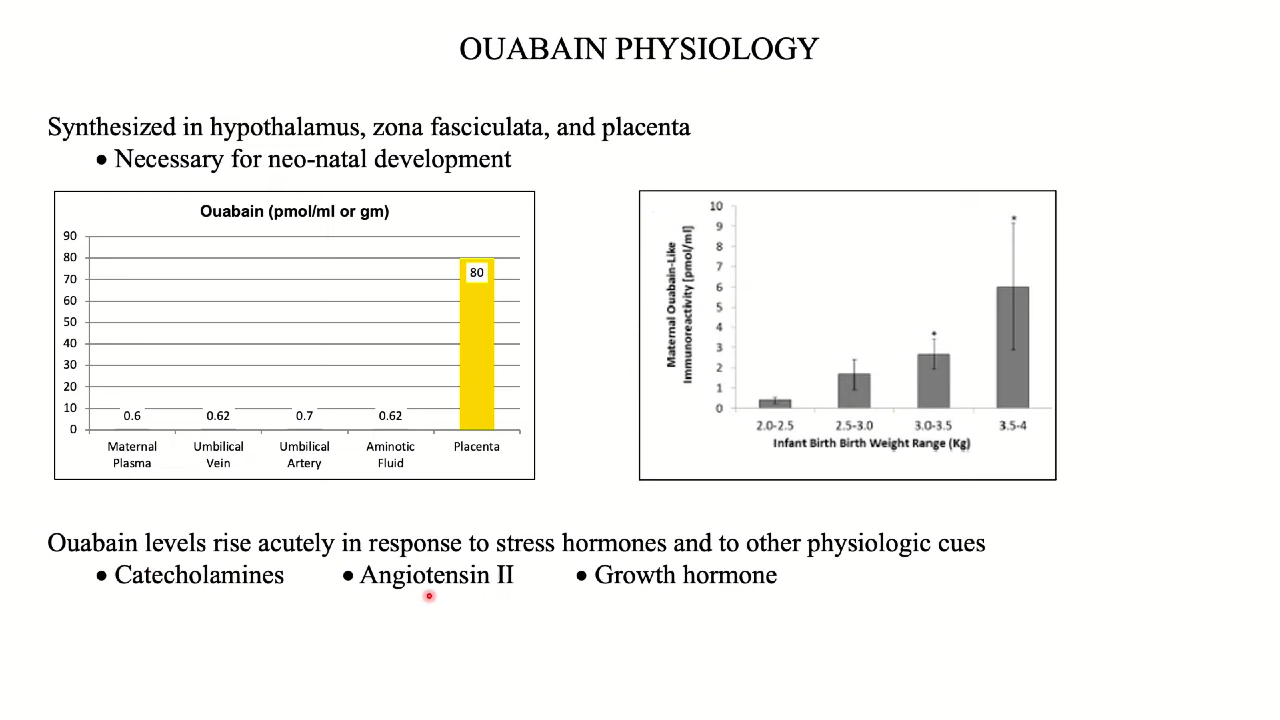 OUABAIN PHYSIOLOGY
Synthesized in hypothalamus, zona fasciculata, and placenta
• Necessary for neo-natal development
Ouabain (pmol/ml or gm)
90
80
70
60
50
40
30
20
10
0
80
0.6
0.62
0.7
0.62
Maternal Plasma
Umbilical Vein
Umbilical Artery
Aminotic Fluid
Placenta
Maternal Ouabain-Like
Immunoreactivity [pmol/ml]
10
9
8
7
6
5
4
3
2
1
0
*
*
2.0-2.5
2.5-3.0
3.0-3.5
3.5-4
Infant Birth Birth Weight Range (Kg)
Ouabain levels rise acutely in response to stress hormones and to other physiologic cues
• Catecholamines • Angiotensin II • Growth hormone